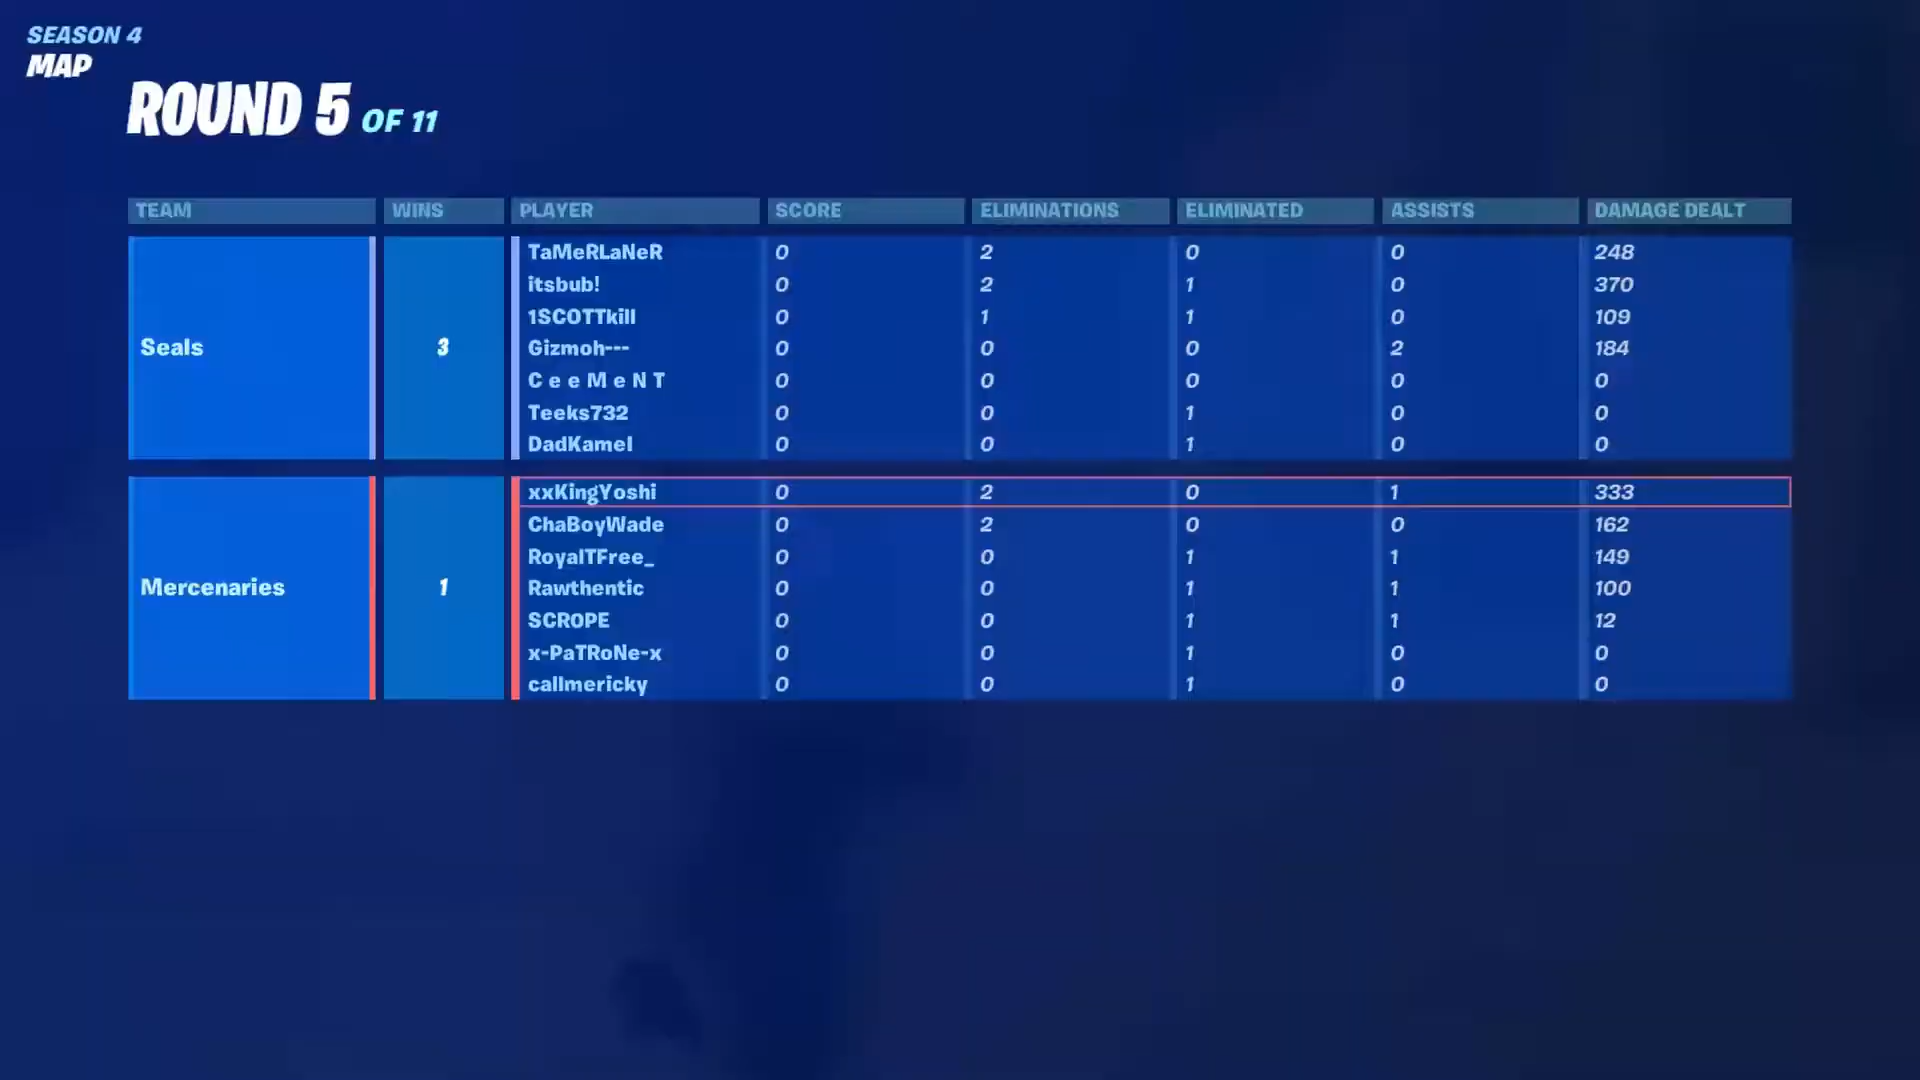 SEASON 4
MAP
ROUND 5 OF 11
TEAM WINS PLAYER SCORE ELIMINATIONS ELIMINATED ASSISTS DAMAGE DEALT
Seals 3
TaMeRLaNeR 0 2 0 0 248
itsbub! 0 2 1 0 370
1SCOTTkill 0 1 1 0 109
Gizmoh--- 0 0 0 2 184
C e e M e N T 0 0 0 0 0
Teeks732 0 0 1 0 0
DadKamel 0 0 1 0 0
Mercenaries 1
xxKingYoshi 0 2 0 1 333
ChaBoyWade 0 2 0 0 162
RoyalTFree_ 0 0 1 1 149
Rawthentic 0 0 1 1 100
SCROPE 0 0 1 1 12
x-PaTRoNe-x 0 0 1 0 0
callmericky 0 0 1 0 0